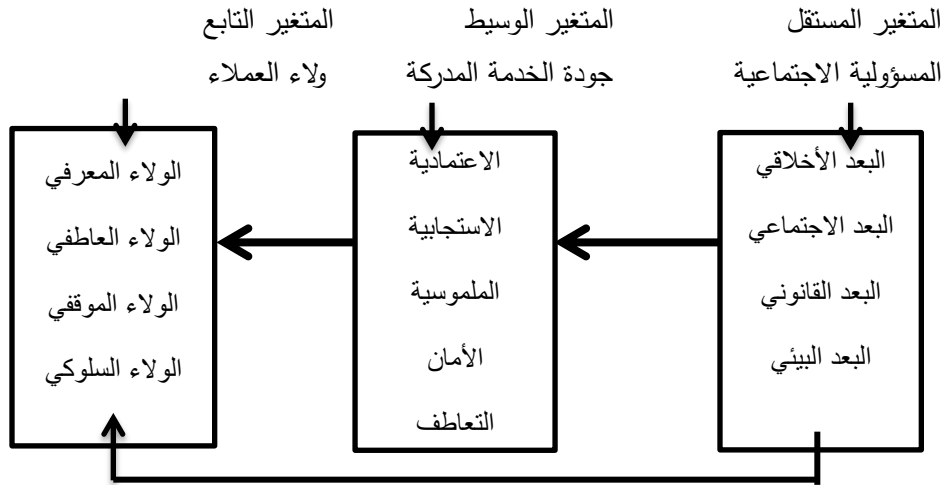 المتغير المستقل
المسؤولية الاجتماعية
البعد الأخلاقي
البعد الاجتماعي
البعد القانوني
البعد البيئي
المتغير الوسيط
جودة الخدمة المدركة
الاعتمادية
الاستجابية
الملموسية
الأمان
التعاطف
المتغير التابع
ولاء العملاء
الولاء المعرفي
الولاء العاطفي
الولاء الموقفي
الولاء السلوكي